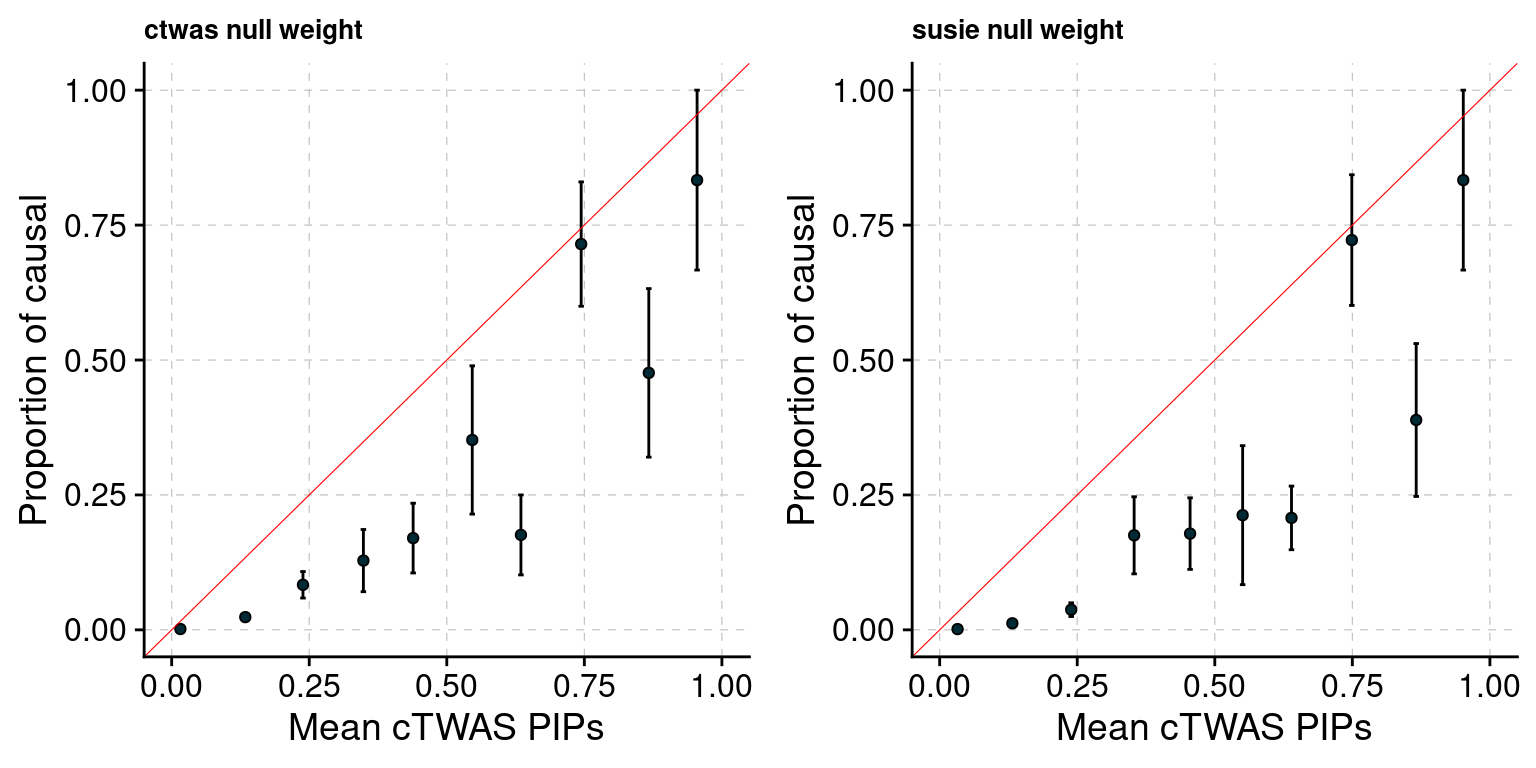 ctwas null weight
Proportion of causal
1.00
0.75
0.50
0.25
0.00
0.00 0.25 0.50 0.75 1.00
Mean cTWAS PIPs
susie null weight
Proportion of causal
1.00
0.75
0.50
0.25
0.00
0.00 0.25 0.50 0.75 1.00
Mean cTWAS PIPs